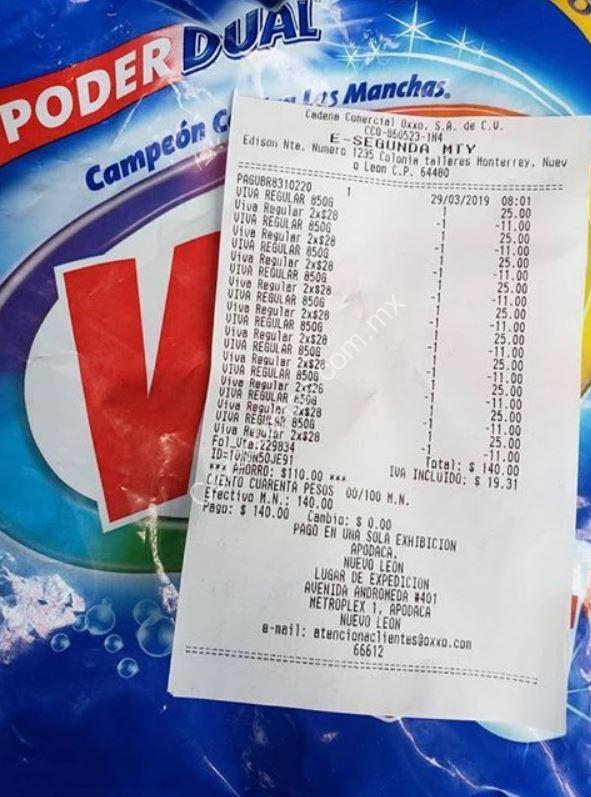 PODER DUAL
Campeón Las Manchas.
V
Cadena Comercial Oxxo, S.A. de C.V.
CCO-860523-1N4
E-SEGUNDA MTY
Edison Nte. Numero 1235 Colonia talleres Monterrey, Nuev
o Leon C.P. 64480
PAGUBR8310220 1 29/03/2019 08:01
VIVA REGULAR 850G 1 25.00
Viva Regular 2x$28 -1 -11.00
VIVA REGULAR 850G 1 25.00
Viva Regular 2x$28 -1 -11.00
VIVA REGULAR 850G 1 25.00
Viva Regular 2x$28 -1 -11.00
VIVA REGULAR 850G 1 25.00
Viva Regular 2x$28 -1 -11.00
VIVA REGULAR 850G 1 25.00
Viva Regular 2x$28 -1 -11.00
VIVA REGULAR 850G 1 25.00
Viva Regular 2x$28 -1 -11.00
VIVA REGULAR 850G 1 25.00
Viva Regular 2x$28 -1 -11.00
VIVA REGULAR 850G 1 25.00
Viva Regular 2x$28 -1 -11.00
VIVA REGULAR 850G 1 25.00
Viva Regular 2x$28 -1 -11.00
VIVA REGULAR 850G 1 25.00
Viva Regular 2x$28 -1 -11.00
Fol_Vta:229834 Total: $ 140.00
IVA INCLUIDO: $ 19.31
*** AHORRO: $110.00 ***
CIENTO CUARENTA PESOS 00/100 M.N.
Efectivo M.N.: 140.00
Pago: $ 140.00 Cambio: $ 0.00
PAGO EN UNA SOLA EXHIBICION
APODACA,
NUEVO LEÓN
LUGAR DE EXPEDICION
AVENIDA ANDROMEDA #401
METROPLEX 1, APODACA
NUEVO LEON
e-mail: atencionaclientes@oxxo.com
66612